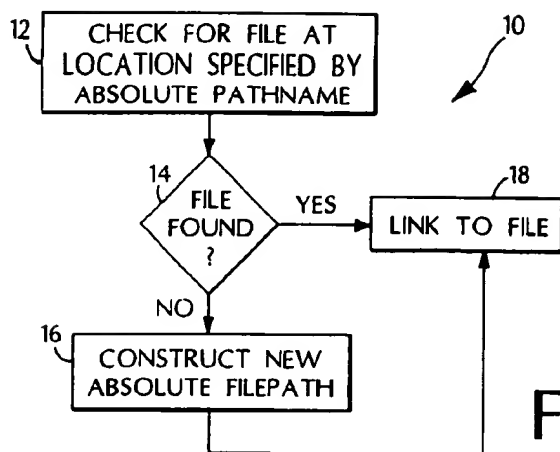 12
CHECK FOR FILE AT
LOCATION SPECIFIED BY
ABSOLUTE PATHNAME
10
14
FILE
FOUND
?
YES
18
LINK TO FILE
NO
16
CONSTRUCT NEW
ABSOLUTE FILEPATH
F